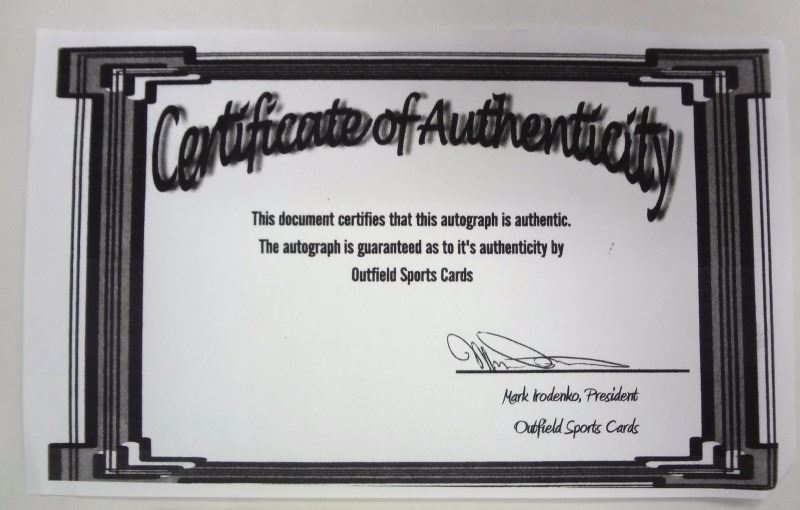 Certificate of Authenticity
This document certifies that this autograph is authentic.
The autograph is guaranteed as to it's authenticity by
Outfield Sports Cards
Mark Irodenko, President
Outfield Sports Cards